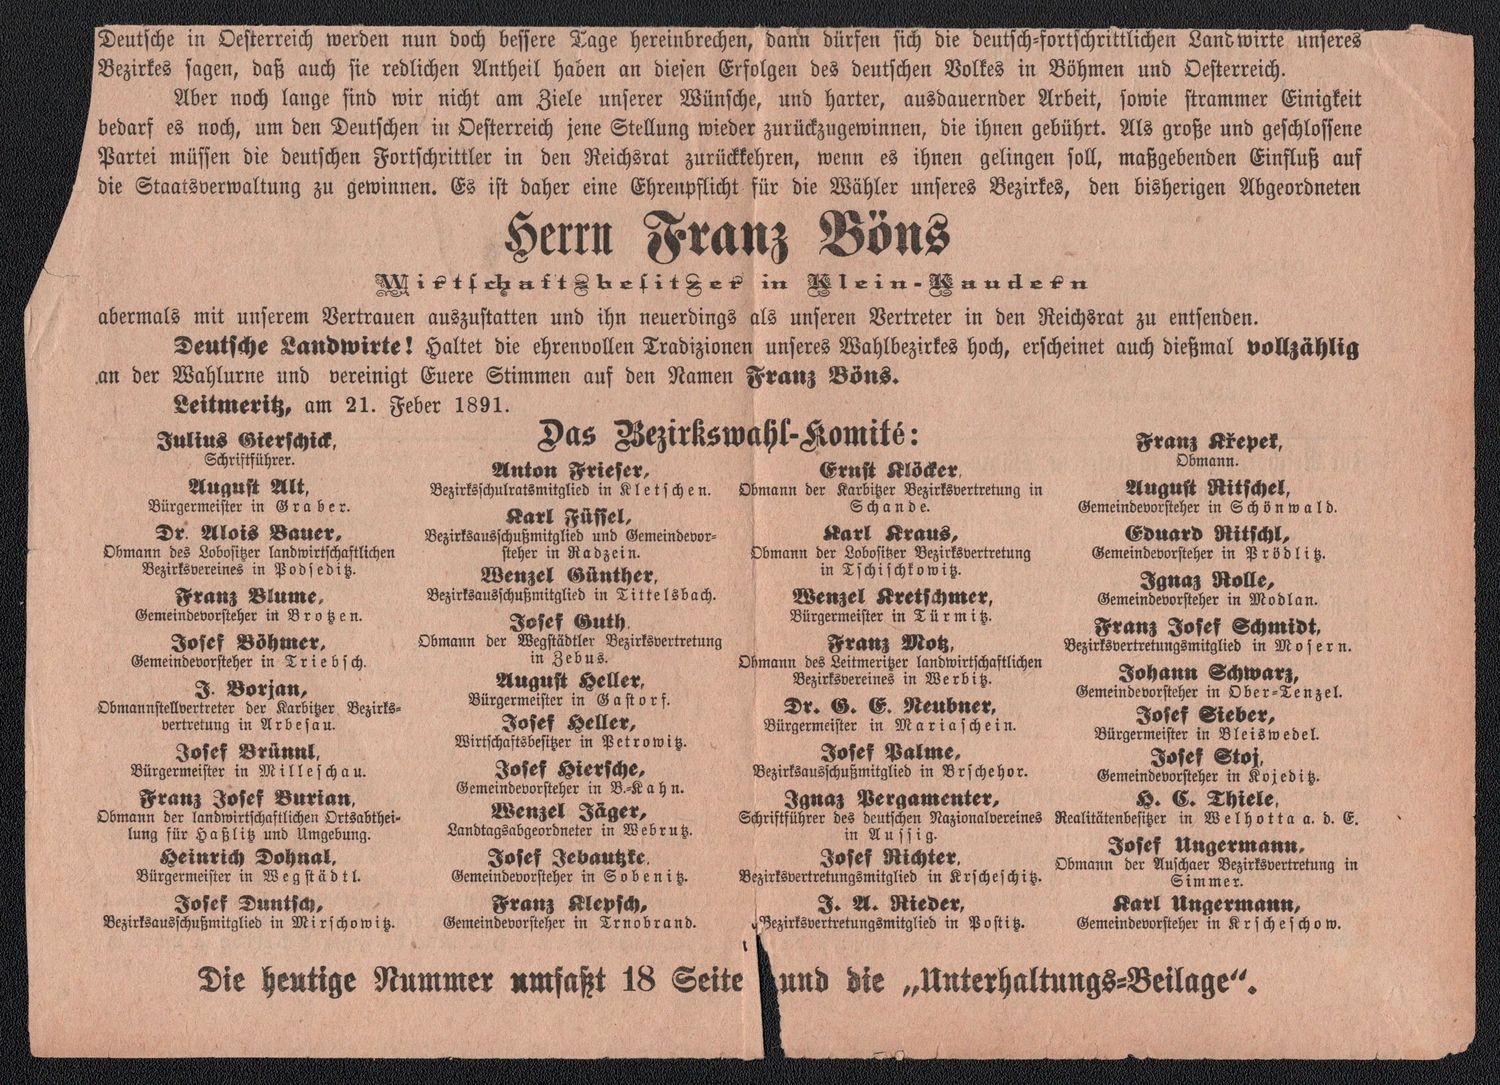 Deutsche in Oesterreich werden nun doch bessere Tage hereinbrechen, dann dürfen sich die deutsch-fortschrittlichen Landwirte unseres
Bezirkes sagen, daß auch sie redlichen Antheil haben an diesen Erfolgen des deutschen Volkes in Böhmen und Oesterreich.
Aber noch lange sind wir nicht am Ziele unserer Wünsche, und harter, ausdauernder Arbeit, sowie strammer Einigkeit
bedarf es noch, um den Deutschen in Oesterreich jene Stellung wieder zurückzugewinnen, die ihnen gebührt. Als große und geschlossene
Partei müssen die deutschen Fortschrittler in den Reichsrat zurückkehren, wenn es ihnen gelingen soll, maßgebenden Einfluß auf
die Staatsverwaltung zu gewinnen. Es ist daher eine Ehrenpflicht für die Wähler unseres Bezirkes, den bisherigen Abgeordneten
Herrn Franz Böns
Wirtschaftsbesitzer in Klein-Kaudern
abermals mit unserem Vertrauen auszustatten und ihn neuerdings als unseren Vertreter in den Reichsrat zu entsenden.
Deutsche Landwirte! Haltet die ehrenvollen Tradizionen unseres Wahlbezirkes hoch, erscheinet auch dießmal vollzählig
an der Wahlurne und vereinigt Euere Stimmen auf den Namen Franz Böns.
Leitmeritz, am 21. Feber 1891.
Das Bezirkswahl-Komité:
Julius Gierschick,
Schriftführer.
August Alt,
Bürgermeister in Graber.
Dr. Alois Bauer,
Obmann des Lobositzer landwirtschaftlichen
Bezirksvereines in Podseditz.
Franz Blume,
Gemeindevorsteher in Brotzen.
Josef Böhmer,
Gemeindevorsteher in Triebsch.
J. Borjan,
Obmannstellvertreter der Karbitzer Bezirks-
vertretung in Arbesau.
Josef Brünnl,
Bürgermeister in Milleschau.
Franz Josef Burian,
Obmann der landwirtschaftlichen Ortsabthei-
lung für Haßlitz und Umgebung.
Heinrich Dohnal,
Bürgermeister in Wegstädtl.
Josef Duntsch,
Bezirksausschußmitglied in Mirschowitz.
Anton Frieser,
Bezirksschulratsmitglied in Kletschen.
Karl Füssel,
Bezirksausschußmitglied und Gemeindevor-
steher in Radzein.
Wenzel Günther,
Bezirksausschußmitglied in Tittelsbach.
Josef Guth,
Obmann der Wegstädtler Bezirksvertretung
in Zebus.
August Heller,
Bürgermeister in Gastorf.
Josef Heller,
Wirtschaftsbesitzer in Petrowitz.
Josef Hiersche,
Gemeindevorsteher in B.-Kahn.
Wenzel Jäger,
Landtagsabgeordneter in Webrutz.
Josef Jebautzke,
Gemeindevorsteher in Sobenitz.
Franz Klepsch,
Gemeindevorsteher in Trnobrand.
Ernst Klöcker,
Obmann der Karbitzer Bezirksvertretung in
Schande.
Karl Kraus,
Obmann der Lobositzer Bezirksvertretung
in Tschischkowitz.
Wenzel Kretschmer,
Bürgermeister in Türmitz.
Franz Motz,
Obmann des Leitmeritzer landwirtschaftlichen
Bezirksvereines in Werbitz.
Dr. G. E. Neubner,
Bürgermeister in Mariaschein.
Josef Palme,
Bezirksausschußmitglied in Brschehor.
Ignaz Pergamenter,
Schriftführer des deutschen Nazionalvereines
in Aussig.
Josef Richter,
Bezirksvertretungsmitglied in Krscheschitz.
J. A. Rieder,
Bezirksvertretungsmitglied in Postitz.
Franz Křepek,
Obmann.
August Ritschel,
Gemeindevorsteher in Schönwald.
Eduard Ritschl,
Gemeindevorsteher in Prödlitz.
Ignaz Rolle,
Gemeindevorsteher in Modlan.
Franz Josef Schmidt,
Bezirksvertretungsmitglied in Mosern.
Johann Schwarz,
Gemeindevorsteher in Ober-Tenzel.
Josef Sieber,
Bürgermeister in Bleiswedel.
Josef Stoj,
Gemeindevorsteher in Kojeditz.
H. C. Thiele,
Realitätenbesitzer in Welhotta a. d. E.
Josef Ungermann,
Obmann der Auschaer Bezirksvertretung in
Simmer.
Karl Ungermann,
Gemeindevorsteher in Krscheschow.
Die heutige Nummer umfaßt 18 Seite und die „Unterhaltungs-Beilage“.